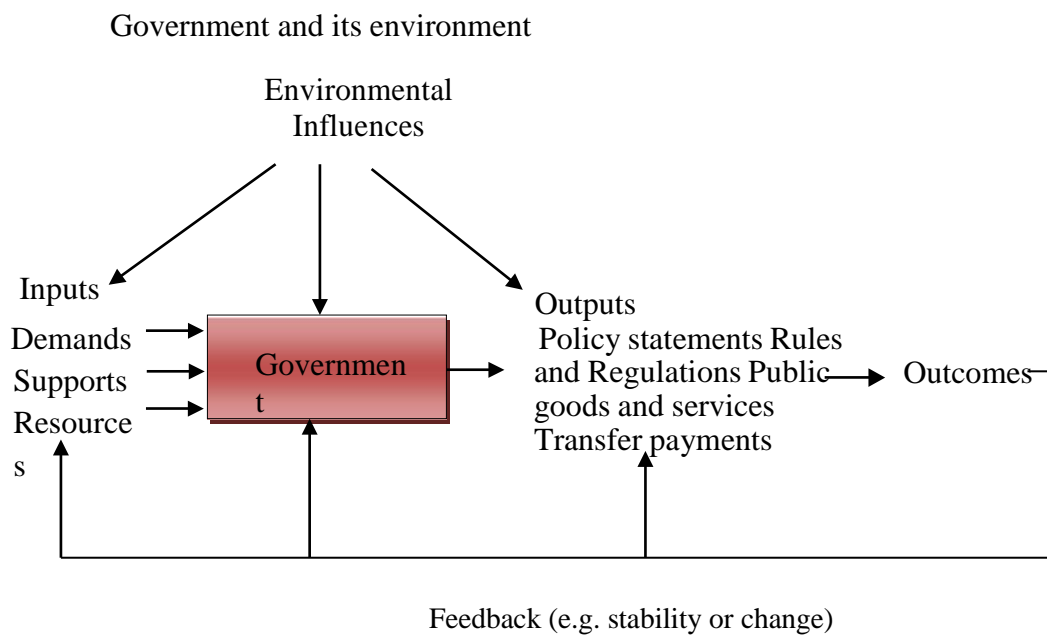 Government and its environment
Environmental
Influences
Inputs
Demands
Supports
Resource
s
Governmen
t
Outputs
Policy statements Rules
and Regulations Public
goods and services
Transfer payments
Outcomes
Feedback (e.g. stability or change)